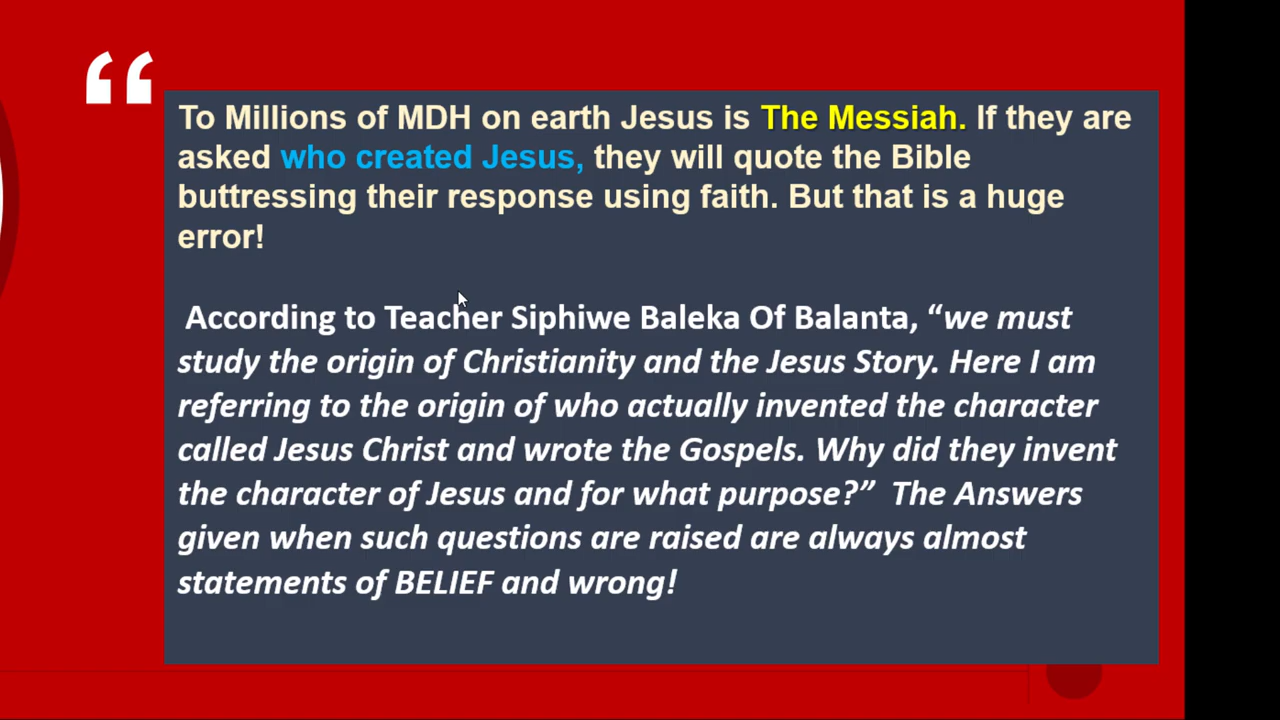 “
To Millions of MDH on earth Jesus is The Messiah. If they are
asked who created Jesus, they will quote the Bible
buttressing their response using faith. But that is a huge
error!
According to Teacher Siphiwe Baleka Of Balanta, “we must
study the origin of Christianity and the Jesus Story. Here I am
referring to the origin of who actually invented the character
called Jesus Christ and wrote the Gospels. Why did they invent
the character of Jesus and for what purpose?” The Answers
given when such questions are raised are always almost
statements of BELIEF and wrong!